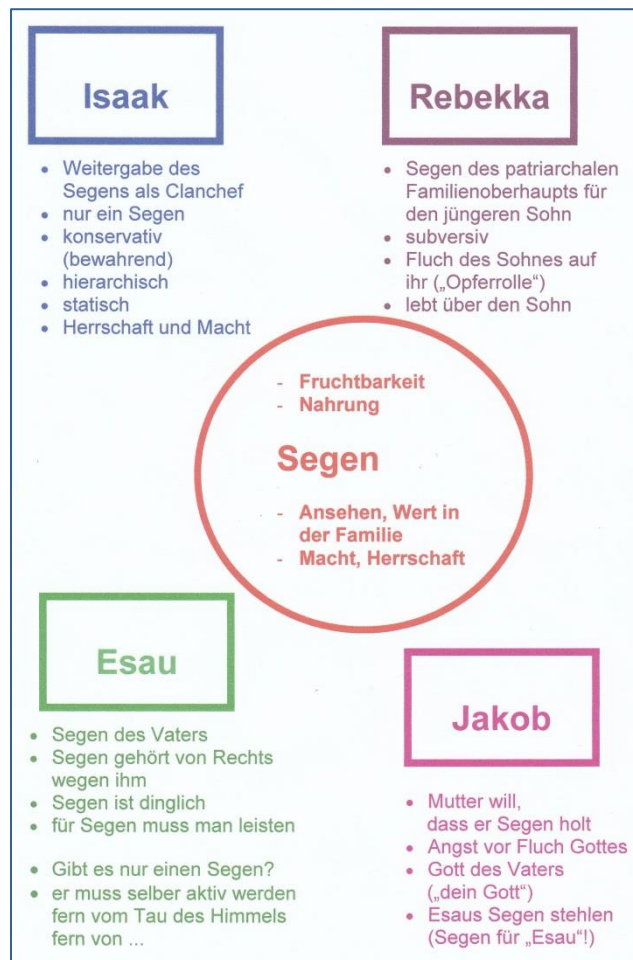 Isaak
• Weitergabe des
Segens als Clanchef
• nur ein Segen
• konservativ
(bewahrend)
• hierarchisch
• statisch
• Herrschaft und Macht
Rebekka
• Segen des patriarchalen
Familienoberhaupts für
den jüngeren Sohn
• subversiv
• Fluch des Sohnes auf
ihr („Opferrolle“)
• lebt über den Sohn
- Fruchtbarkeit
- Nahrung
Segen
- Ansehen, Wert in
der Familie
- Macht, Herrschaft
Esau
• Segen des Vaters
• Segen gehört von Rechts
wegen ihm
• Segen ist dinglich
• für Segen muss man leisten
• Gibt es nur einen Segen?
• er muss selber aktiv werden
fern vom Tau des Himmels
fern von ...
Jakob
• Mutter will,
dass er Segen holt
• Angst vor Fluch Gottes
• Gott des Vaters
(„dein Gott“)
• Esaus Segen stehlen
(Segen für „Esau“!)